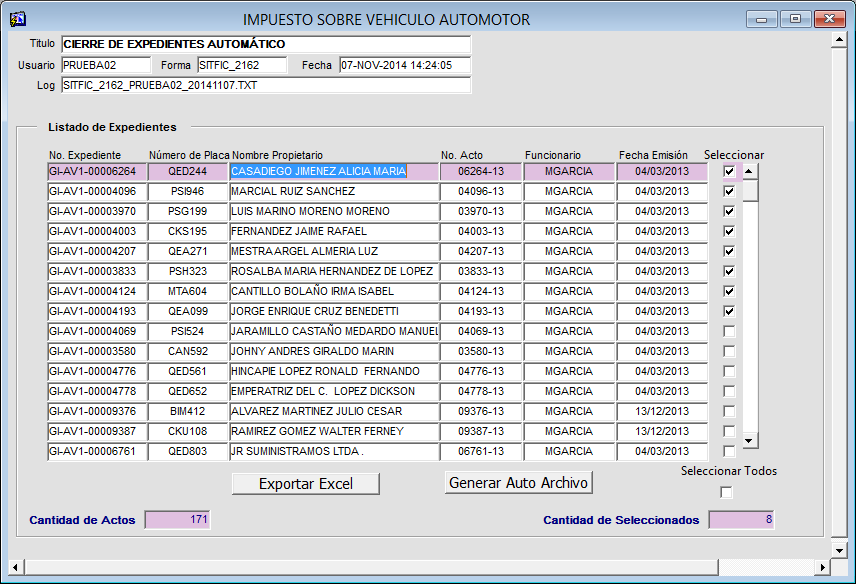 IMPUESTO SOBRE VEHICULO AUTOMOTOR
Titulo CIERRE DE EXPEDIENTES AUTOMÁTICO
Usuario PRUEBA02 Forma SITFIC_2162 Fecha 07-NOV-2014 14:24:05
Log SITFIC_2162_PRUEBA02_20141107.TXT
Listado de Expedientes
No. Expediente Número de Placa Nombre Propietario No. Acto Funcionario Fecha Emisión Seleccionar
GI-AV1-00006264 QED244 CASADIEGO JIMENEZ ALICIA MARIA 06264-13 MGARCIA 04/03/2013
GI-AV1-00004096 PSI946 MARCIAL RUIZ SANCHEZ 04096-13 MGARCIA 04/03/2013
GI-AV1-00003970 PSG199 LUIS MARINO MORENO MORENO 03970-13 MGARCIA 04/03/2013
GI-AV1-00004003 CKS195 FERNANDEZ JAIME RAFAEL 04003-13 MGARCIA 04/03/2013
GI-AV1-00004207 QEA271 MESTRA ARGEL ALMERIA LUZ 04207-13 MGARCIA 04/03/2013
GI-AV1-00003833 PSH323 ROSALBA MARIA HERNANDEZ DE LOPEZ 03833-13 MGARCIA 04/03/2013
GI-AV1-00004124 MTA604 CANTILLO BOLAÑO IRMA ISABEL 04124-13 MGARCIA 04/03/2013
GI-AV1-00004193 QEA099 JORGE ENRIQUE CRUZ BENEDETTI 04193-13 MGARCIA 04/03/2013
GI-AV1-00004069 PSI524 JARAMILLO CASTAÑO MEDARDO MANUEL 04069-13 MGARCIA 04/03/2013
GI-AV1-00003580 CAN592 JOHNY ANDRES GIRALDO MARIN 03580-13 MGARCIA 04/03/2013
GI-AV1-00004776 QED561 HINCAPIE LOPEZ RONALD FERNANDO 04776-13 MGARCIA 04/03/2013
GI-AV1-00004778 QED652 EMPERATRIZ DEL C. LOPEZ DICKSON 04778-13 MGARCIA 04/03/2013
GI-AV1-00009376 BIM412 ALVAREZ MARTINEZ JULIO CESAR 09376-13 MGARCIA 13/12/2013
GI-AV1-00009387 CKU108 RAMIREZ GOMEZ WALTER FERNEY 09387-13 MGARCIA 13/12/2013
GI-AV1-00006761 QED803 JR SUMINISTRAMOS LTDA . 06761-13 MGARCIA 04/03/2013
Exportar Excel Generar Auto Archivo Seleccionar Todos
Cantidad de Actos 171 Cantidad de Seleccionados 8